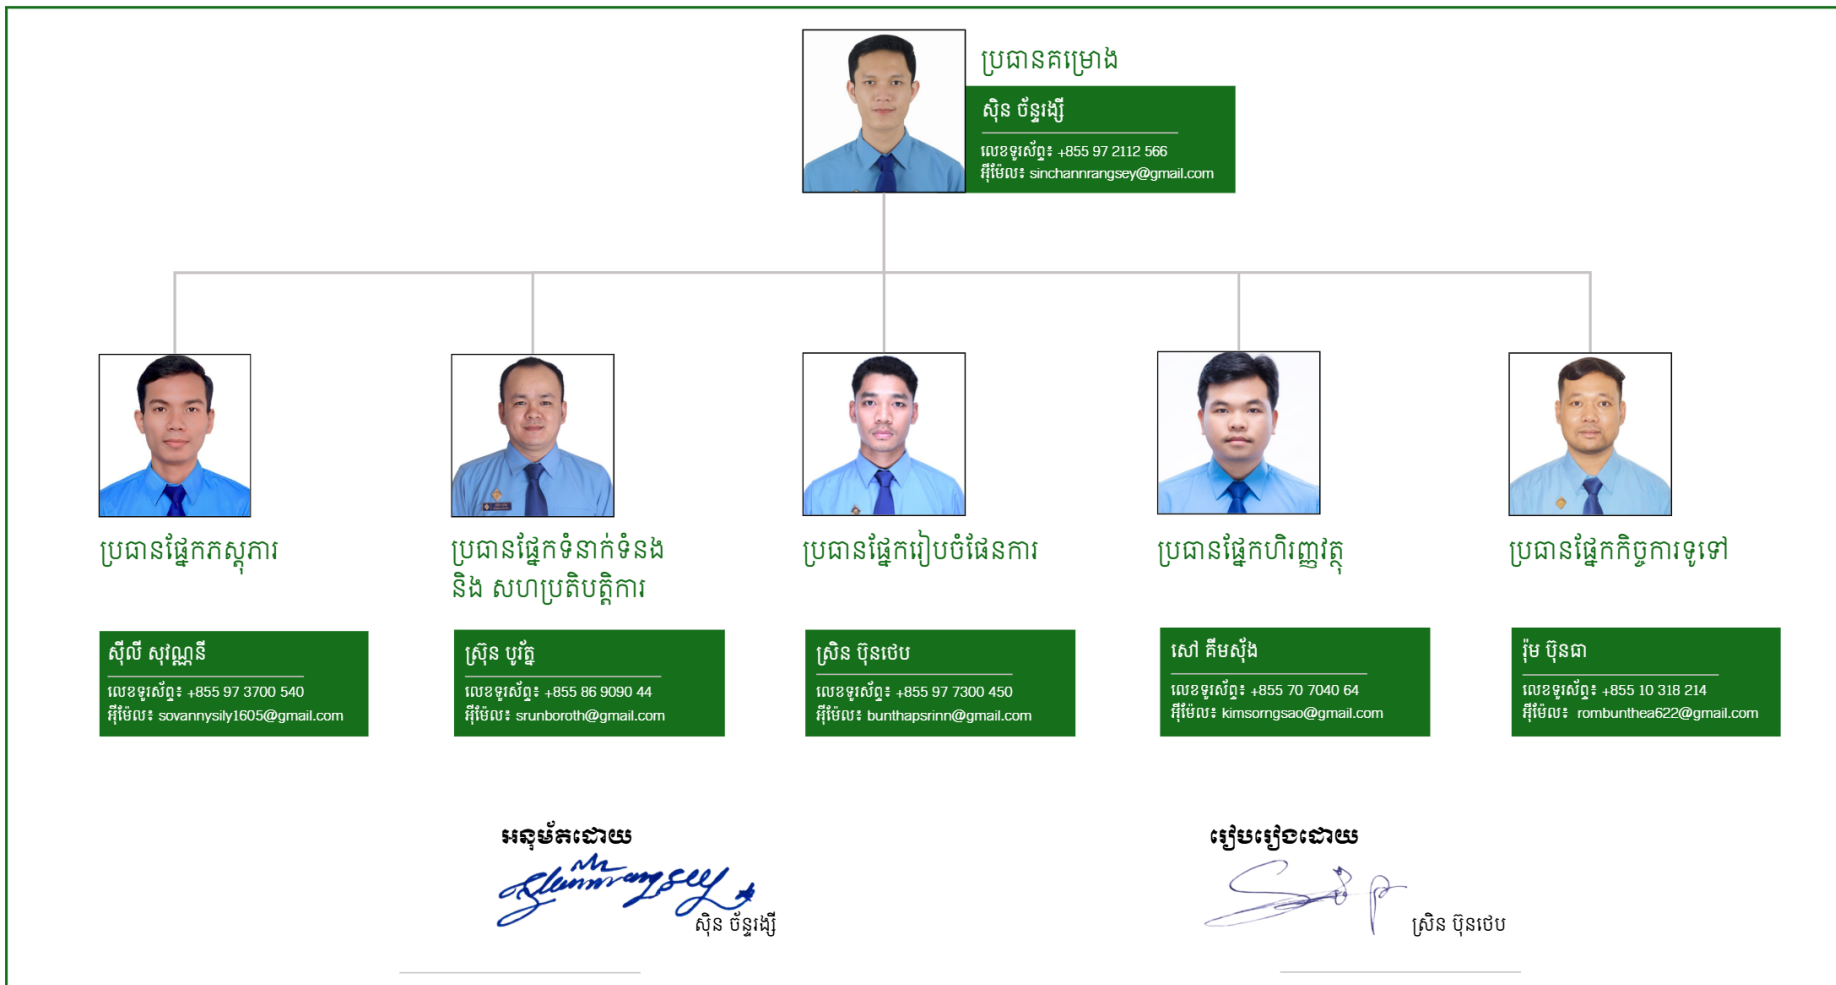 ប្រធានគម្រោង
ស៊ិន ច័ន្ទរង្ស៊ី
លេខទូរស័ព្ទ៖ +855 97 2112 566
អ៊ីម៉ែល៖ sinchannrangsey@gmail.com
ប្រធានផ្នែកភស្តុភារ
ស៊ីលី សុវណ្ណនី
លេខទូរស័ព្ទ៖ +855 97 3700 540
អ៊ីម៉ែល៖ sovannysily1605@gmail.com
ប្រធានផ្នែកទំនាក់ទំនង
និង សហប្រតិបត្តិការ
ស្រ៊ុន បូរ័ត្ន
លេខទូរស័ព្ទ៖ +855 86 9090 44
អ៊ីម៉ែល៖ srunboroth@gmail.com
ប្រធានផ្នែករៀបចំផែនការ
ស្រិន ប៊ុនថេប
លេខទូរស័ព្ទ៖ +855 97 7300 450
អ៊ីម៉ែល៖ bunthapsrinn@gmail.com
ប្រធានផ្នែកហិរញ្ញវត្ថុ
សៅ គីមស័ុង
លេខទូរស័ព្ទ៖ +855 70 7040 64
អ៊ីម៉ែល៖ kimsorngsao@gmail.com
ប្រធានផ្នែកកិច្ចការទូទៅ
រ៉ុម ប៊ុនធា
លេខទូរស័ព្ទ៖ +855 10 318 214
អ៊ីម៉ែល៖ rombunthea622@gmail.com
អនុម័តដោយ
ស៊ិន ច័ន្ទរង្ស៊ី
រៀបរៀងដោយ
ស្រិន ប៊ុនថេប